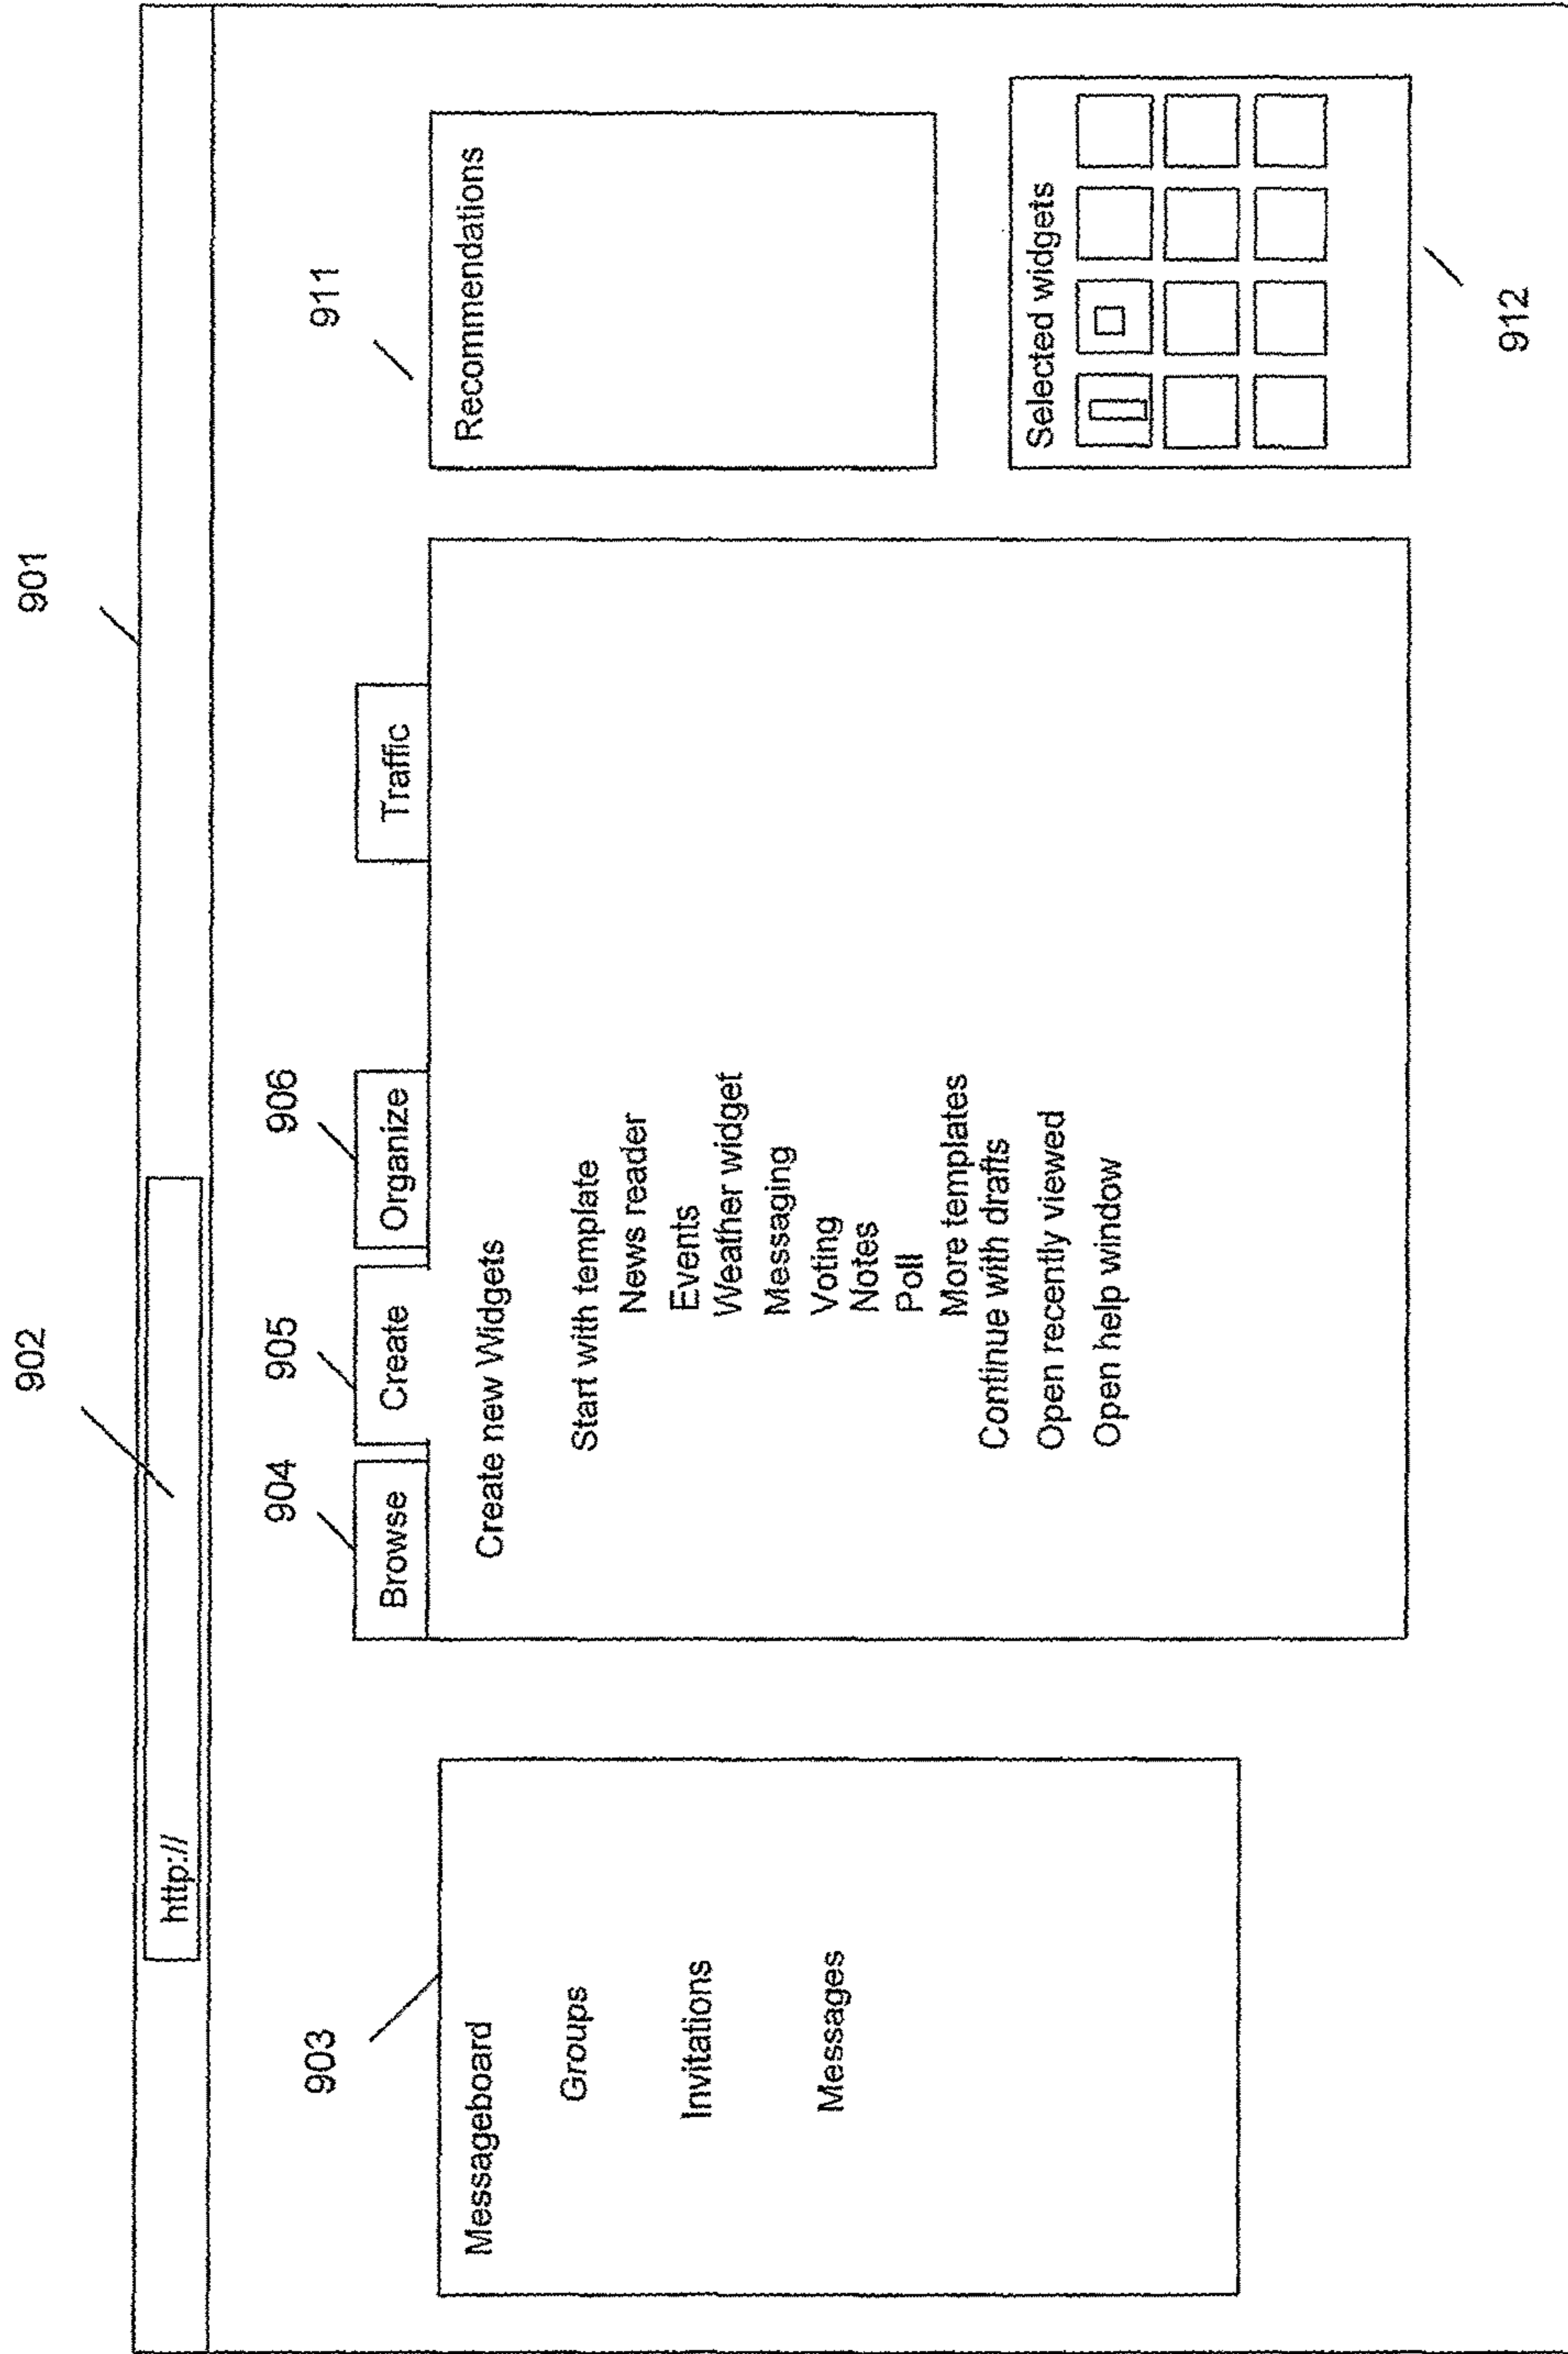 901
902
http://
903
Messageboard
Groups
Invitations
Messages
904
905
906
Browse
Create
Organize
Traffic
Create new Widgets
Start with template
News reader
Events
Weather widget
Messaging
Voting
Notes
Poll
More templates
Continue with drafts
Open recently viewed
Open help window
911
Recommendations
Selected widgets
912